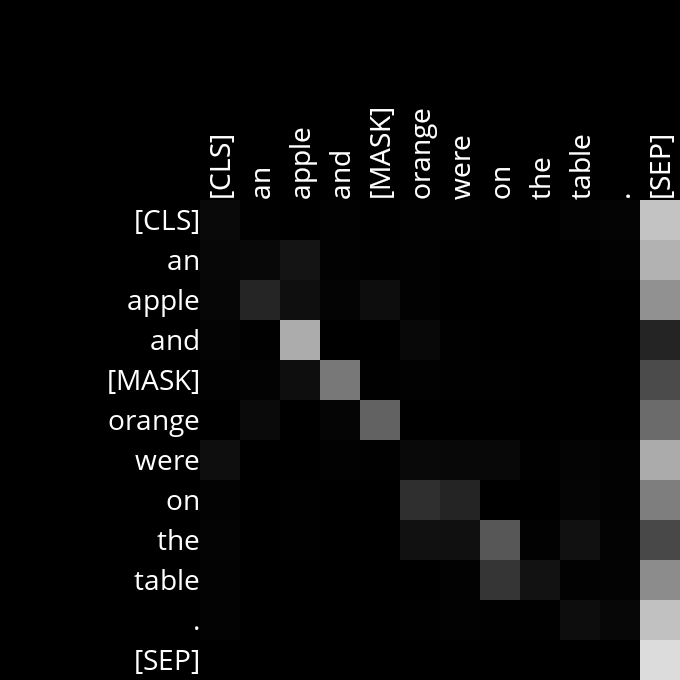 [CLS] an apple and [MASK] orange were on the table . [SEP]
[CLS]
an
apple
and
[MASK]
orange
were
on
the
table
.
[SEP]